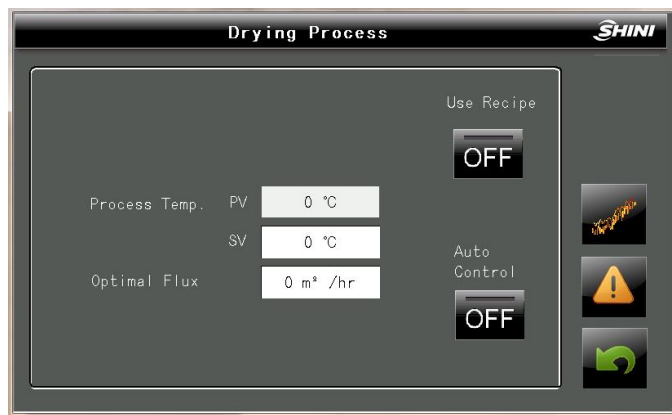 Drying Process
SHINI
Use Recipe
OFF
Process Temp. PV 0 ℃
SV 0 ℃
Optimal Flux 0 m³ /hr
Auto
Control
OFF